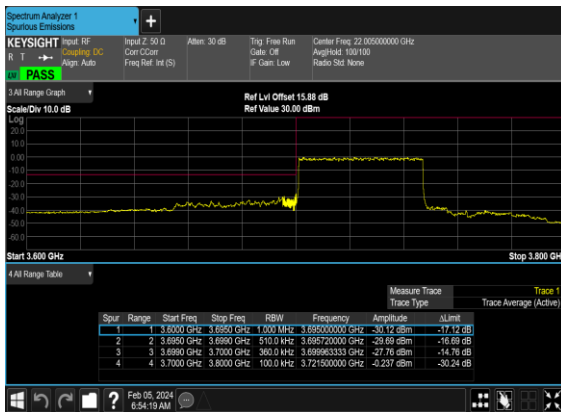 Spectrum Analyzer 1
Spurious Emissions
KEYSIGHT Input: RF Input Z: 50 Ω Atten: 30 dB Trig: Free Run Center Freq: 22.005000000 GHz
R T Coupling: DC Corr CCorr Gate: Off Avg|Hold: 100/100
Align: Auto Freq Ref: Int (S) IF Gain: Low Radio Std: None
PASS
3 All Range Graph
Ref Lvl Offset 15.88 dB
Scale/Div 10.0 dB Ref Value 30.00 dBm
Log
20.0
10.0
0.00
-10.0
-20.0
-30.0
-40.0
-50.0
-60.0
Start 3.600 GHz Stop 3.800 GH
4 All Range Table
Measure Trace Trace 1
Trace Type Trace Average (Active)
Spur Range Start Freq Stop Freq RBW Frequency Amplitude ΔLimit
1 1 3.6000 GHz 3.6950 GHz 1.000 MHz 3.695000000 GHz -30.12 dBm -17.12 dB
2 2 3.6950 GHz 3.6990 GHz 510.0 kHz 3.695720000 GHz -29.69 dBm -16.69 dB
3 3 3.6990 GHz 3.7000 GHz 360.0 kHz 3.699963333 GHz -27.76 dBm -14.76 dB
4 4 3.7000 GHz 3.8000 GHz 100.0 kHz 3.721500000 GHz -0.237 dBm -30.24 dB
Feb 05, 2024
6:54:19 AM